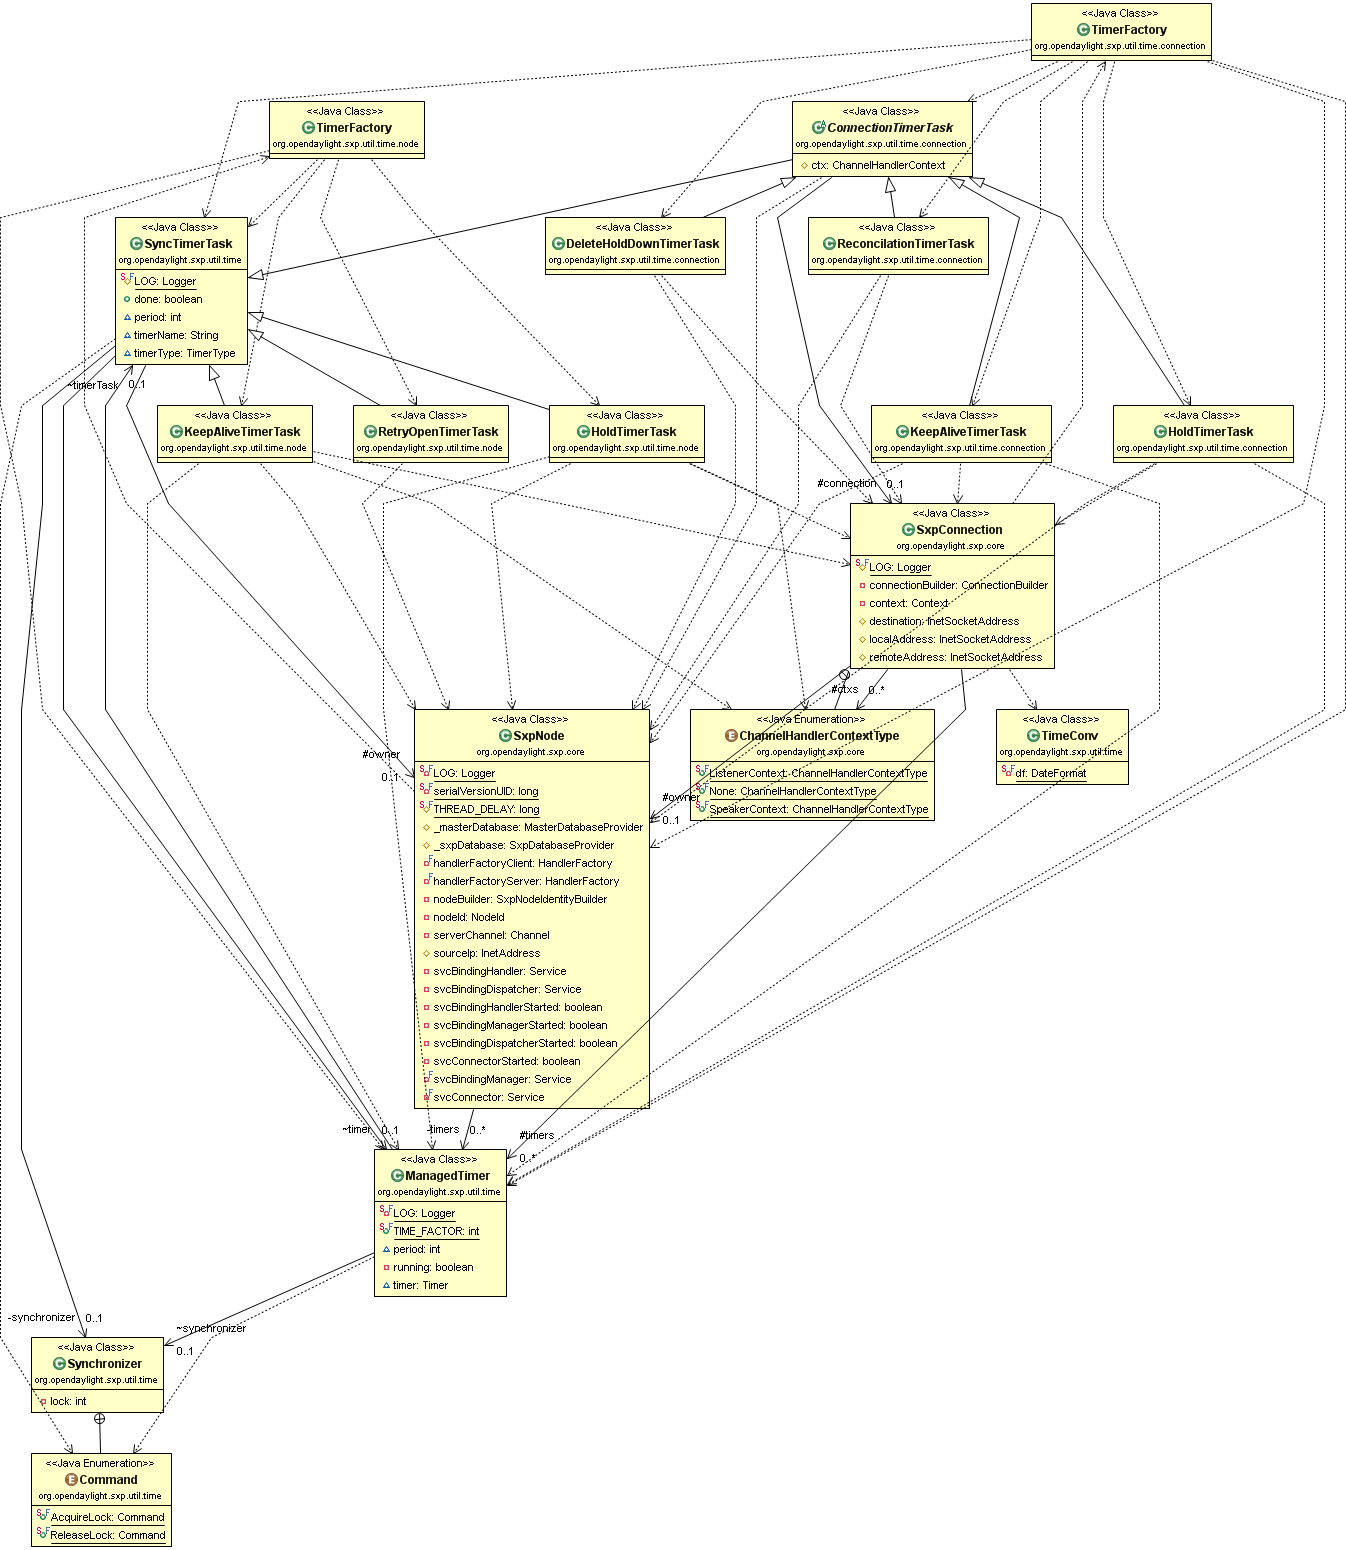 <<Java Class>>
TimerFactory
org.opendaylight.sxp.util.time.connection
<<Java Class>>
TimerFactory
org.opendaylight.sxp.util.time.node
<<Java Class>>
ConnectionTimerTask
org.opendaylight.sxp.util.time.connection
ctx: ChannelHandlerContext
<<Java Class>>
SyncTimerTask
org.opendaylight.sxp.util.time
LOG: Logger
done: boolean
period: int
timerName: String
timerType: TimerType
<<Java Class>>
DeleteHoldDownTimerTask
org.opendaylight.sxp.util.time.connection
<<Java Class>>
ReconcilationTimerTask
org.opendaylight.sxp.util.time.connection
~timerTask
0..1
<<Java Class>>
KeepAliveTimerTask
org.opendaylight.sxp.util.time.node
<<Java Class>>
RetryOpenTimerTask
org.opendaylight.sxp.util.time.node
<<Java Class>>
HoldTimerTask
org.opendaylight.sxp.util.time.node
<<Java Class>>
KeepAliveTimerTask
org.opendaylight.sxp.util.time.connection
<<Java Class>>
HoldTimerTask
org.opendaylight.sxp.util.time.connection
#connection
0..1
<<Java Class>>
SxpConnection
org.opendaylight.sxp.core
LOG: Logger
connectionBuilder: ConnectionBuilder
context: Context
destination: InetSocketAddress
localAddress: InetSocketAddress
remoteAddress: InetSocketAddress
#ctxs
0..*
<<Java Class>>
SxpNode
org.opendaylight.sxp.core
LOG: Logger
serialVersionUID: long
THREAD_DELAY: long
_masterDatabase: MasterDatabaseProvider
_sxpDatabase: SxpDatabaseProvider
handlerFactoryClient: HandlerFactory
handlerFactoryServer: HandlerFactory
nodeBuilder: SxpNodeIdentityBuilder
nodeId: NodeId
serverChannel: Channel
sourceIp: InetAddress
svcBindingHandler: Service
svcBindingDispatcher: Service
svcBindingHandlerStarted: boolean
svcBindingManagerStarted: boolean
svcBindingDispatcherStarted: boolean
svcConnectorStarted: boolean
svcBindingManager: Service
svcConnector: Service
<<Java Enumeration>>
ChannelHandlerContextType
org.opendaylight.sxp.core
ListenerContext: ChannelHandlerContextType
None: ChannelHandlerContextType
SpeakerContext: ChannelHandlerContextType
<<Java Class>>
TimeConv
org.opendaylight.sxp.util.time
df: DateFormat
#owner
0..1
#owner
0..1
~timer
0..1
-timers
0..*
#timers
0..*
<<Java Class>>
ManagedTimer
org.opendaylight.sxp.util.time
LOG: Logger
TIME_FACTOR: int
period: int
running: boolean
timer: Timer
-synchronizer
0..1
~synchronizer
0..1
<<Java Class>>
Synchronizer
org.opendaylight.sxp.util.time
lock: int
<<Java Enumeration>>
Command
org.opendaylight.sxp.util.time
AcquireLock: Command
ReleaseLock: Command